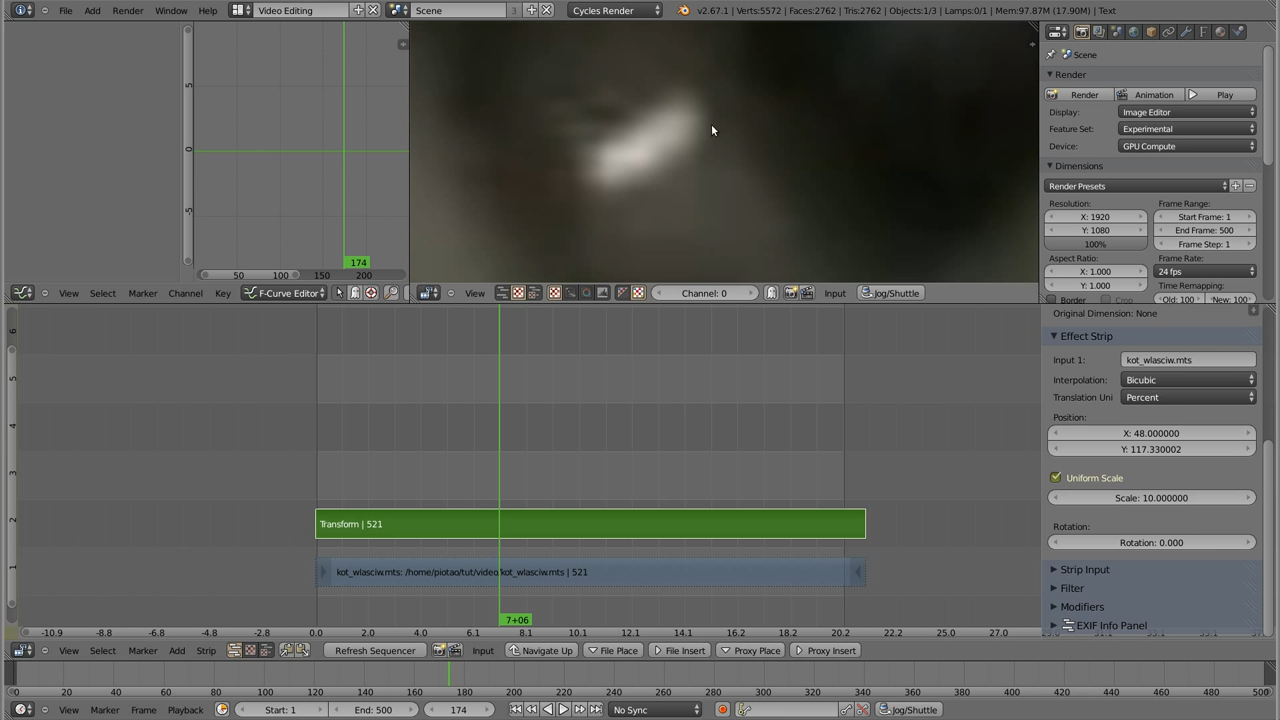 File Add Render Window Help Video Editing Scene 3 Cycles Render v2.67.1 | Verts:5572 | Faces:2762 | Tris:2762 | Objects:1/3 | Lamps:0/1 | Mem:97.87M (17.90M) | Text
5
0
-5
174
50 100 150 200
View Select Marker Channel Key F-Curve Editor
View Channel: 0 Input Jog/Shuttle
Scene
Render
Render Animation Play
Display: Image Editor
Feature Set: Experimental
Device: GPU Compute
Dimensions
Render Presets
Resolution: Frame Range:
X: 1920 Start Frame: 1
Y: 1080 End Frame: 500
100% Frame Step: 1
Aspect Ratio: Frame Rate:
X: 1.000 24 fps
Y: 1.000 Time Remapping:
Border Crop Old: 100 New: 100
6
5
4
3
2
1
Transform | 521
kot_wlasciw.mts: /home/piotao/tut/video/kot_wlasciw.mts | 521
7+06
-10.9 -8.8 -6.8 -4.8 -2.8 0.0 2.0 4.0 6.1 8.1 10.1 12.1 14.1 16.2 18.2 20.2 22.2 25.0 27.0
Original Dimension: None
Effect Strip
Input 1: kot_wlasciw.mts
Interpolation: Bicubic
Translation Uni Percent
Position:
X: 48.000000
Y: 117.330002
Uniform Scale
Scale: 10.000000
Rotation:
Rotation: 0.000
Strip Input
Filter
Modifiers
EXIF Info Panel
View Select Marker Add Strip Refresh Sequencer Input Navigate Up File Place File Insert Proxy Place Proxy Insert
0 20 40 60 80 100 120 140 160 180 200 220 240 260 280 300 320 340 360 380 400 420 440 460 480 500
View Marker Frame Playback Start: 1 End: 500 174 No Sync Jog/Shuttle